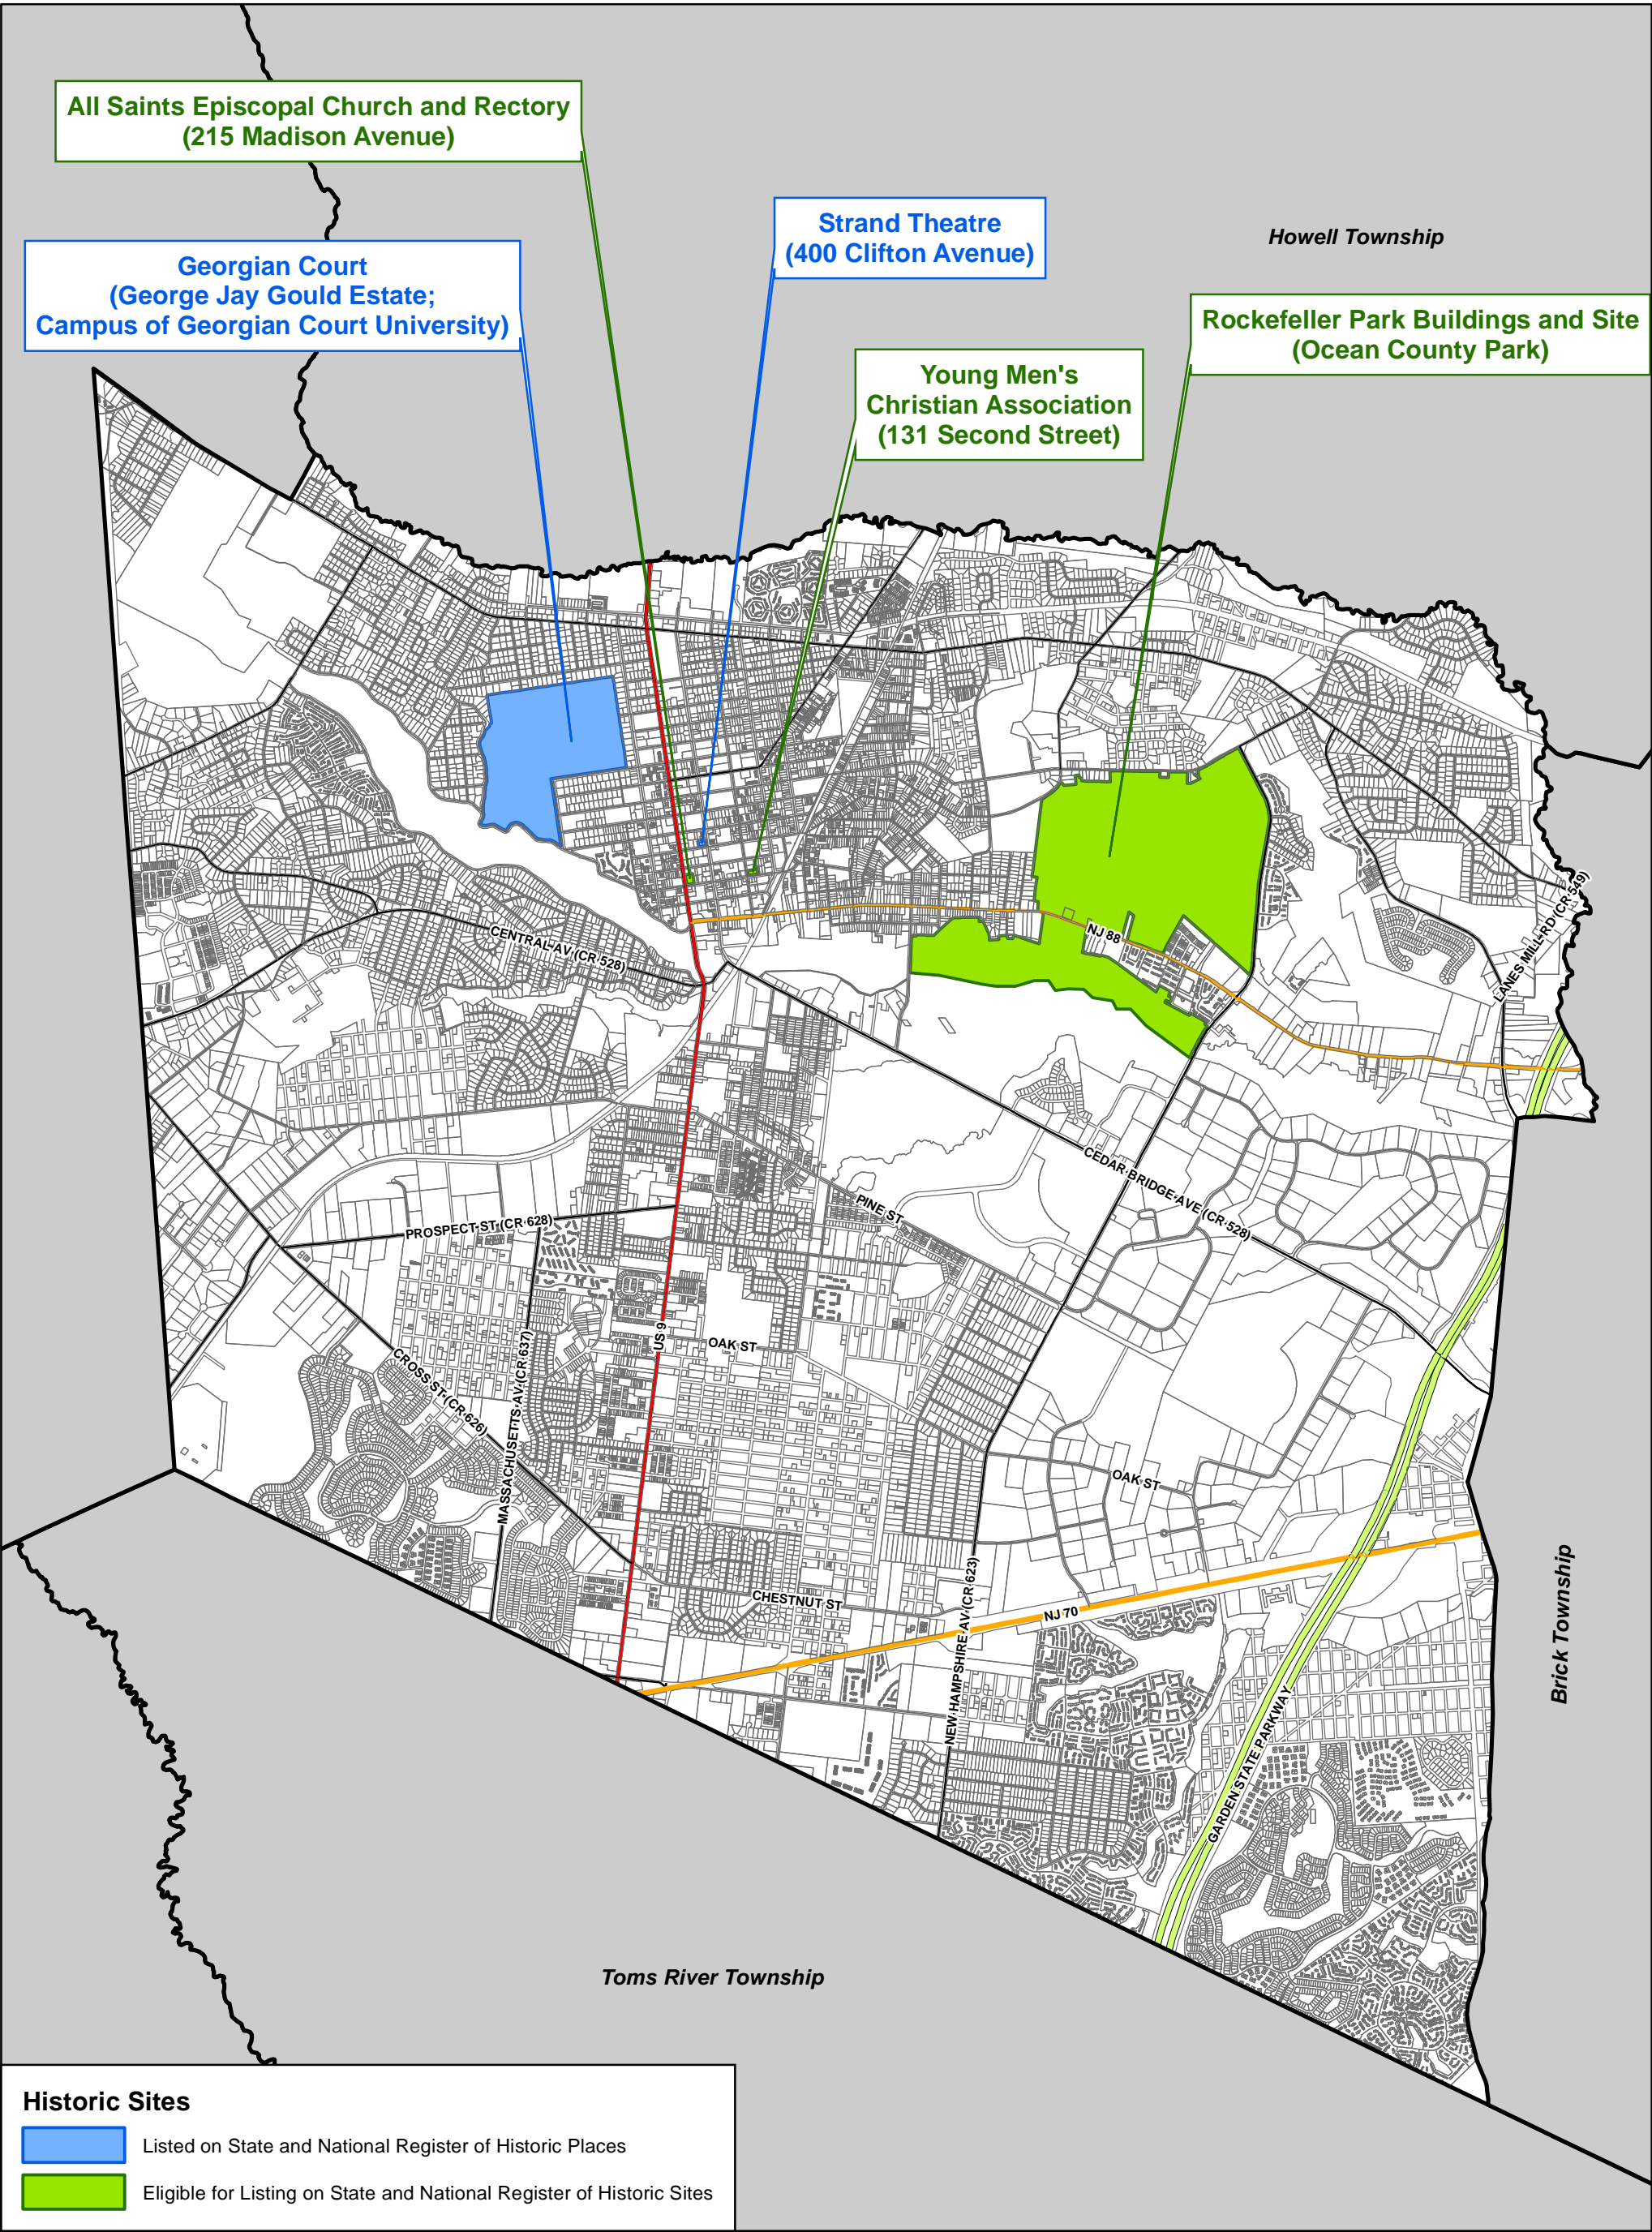 All Saints Episcopal Church and Rectory
(215 Madison Avenue)
Strand Theatre
(400 Clifton Avenue)
Howell Township
Georgian Court
(George Jay Gould Estate;
Campus of Georgian Court University)
Rockefeller Park Buildings and Site
(Ocean County Park)
Young Men's
Christian Association
(131 Second Street)
LANES MILL RD (CR 549)
NJ 88
CENTRAL AV (CR 528)
CEDAR BRIDGE AVE (CR 528)
PINE ST
PROSPECT ST (CR 628)
US 9
OAK ST
CROSS ST (CR 626)
MASSACHUSETTS AV (CR 637)
OAK ST
CHESTNUT ST
NJ 70
NEW HAMPSHIRE AV (CR 623)
GARDEN STATE PARKWAY
Brick Township
Toms River Township
Historic Sites
Listed on State and National Register of Historic Places
Eligible for Listing on State and National Register of Historic Sites